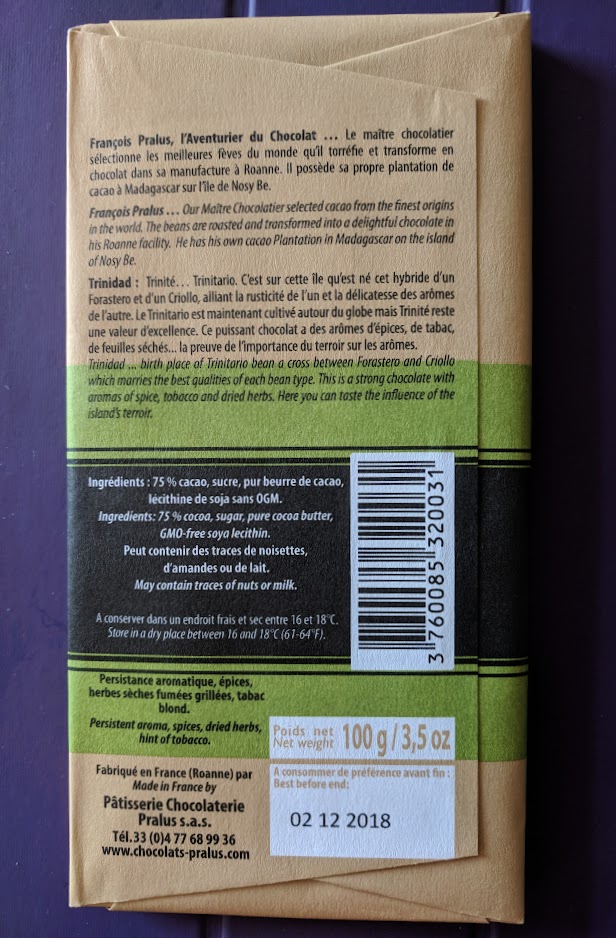 François Pralus, l'Aventurier du Chocolat ... Le maître chocolatier
sélectionne les meilleures fèves du monde qu'il torréfie et transforme en
chocolat dans sa manufacture à Roanne. Il possède sa propre plantation de
cacao à Madagascar sur l'île de Nosy Be.
François Pralus ... Our Maître Chocolatier selected cacao from the finest origins
in the world. The beans are roasted and transformed into a delightful chocolate in
his Roanne facility. He has his own cacao Plantation in Madagascar on the island
of Nosy Be.
Trinidad : Trinité... Trinitario. C'est sur cette île qu'est né cet hybride d'un
Forastero et d'un Criollo, alliant la rusticité de l'un et la délicatesse des arômes
de l'autre. Le Trinitario est maintenant cultivé autour du globe mais Trinité reste
une valeur d'excellence. Ce puissant chocolat a des arômes d'épices, de tabac,
de feuilles séchés... la preuve de l'importance du terroir sur les arômes.
Trinidad ... birth place of Trinitario bean a cross between Forastero and Criollo
which marries the best qualities of each bean type. This is a strong chocolate with
aromas of spice, tobacco and dried herbs. Here you can taste the influence of the
island's terroir.
Ingrédients : 75 % cacao, sucre, pur beurre de cacao,
lécithine de soja sans OGM.
Ingredients: 75 % cocoa, sugar, pure cocoa butter,
GMO-free soya lecithin.
Peut contenir des traces de noisettes,
d'amandes ou de lait.
May contain traces of nuts or milk.
A conserver dans un endroit frais et sec entre 16 et 18°C.
Store in a dry place between 16 and 18°C (61-64°F).
3 760085 320031
Persistance aromatique, épices,
herbes sèches fumées grillées, tabac
blond.
Persistent aroma, spices, dried herbs,
hint of tobacco.
Poids net
Net weight 100 g / 3,5 oz
A consommer de préférence avant fin :
Best before end:
02 12 2018
Fabriqué en France (Roanne) par
Made in France by
Pâtisserie Chocolaterie
Pralus s.a.s.
Tél.33 (0)4 77 68 99 36
www.chocolats-pralus.com